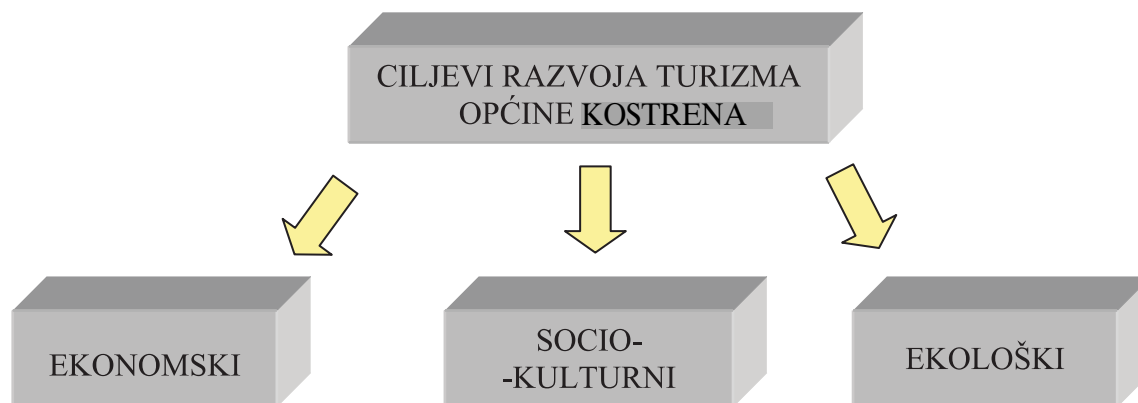 CILJEVI RAZVOJA TURIZMA
OPĆINE KOSTRENA
EKONOMSKI
SOCIO-
-KULTURNI
EKOLOŠKI